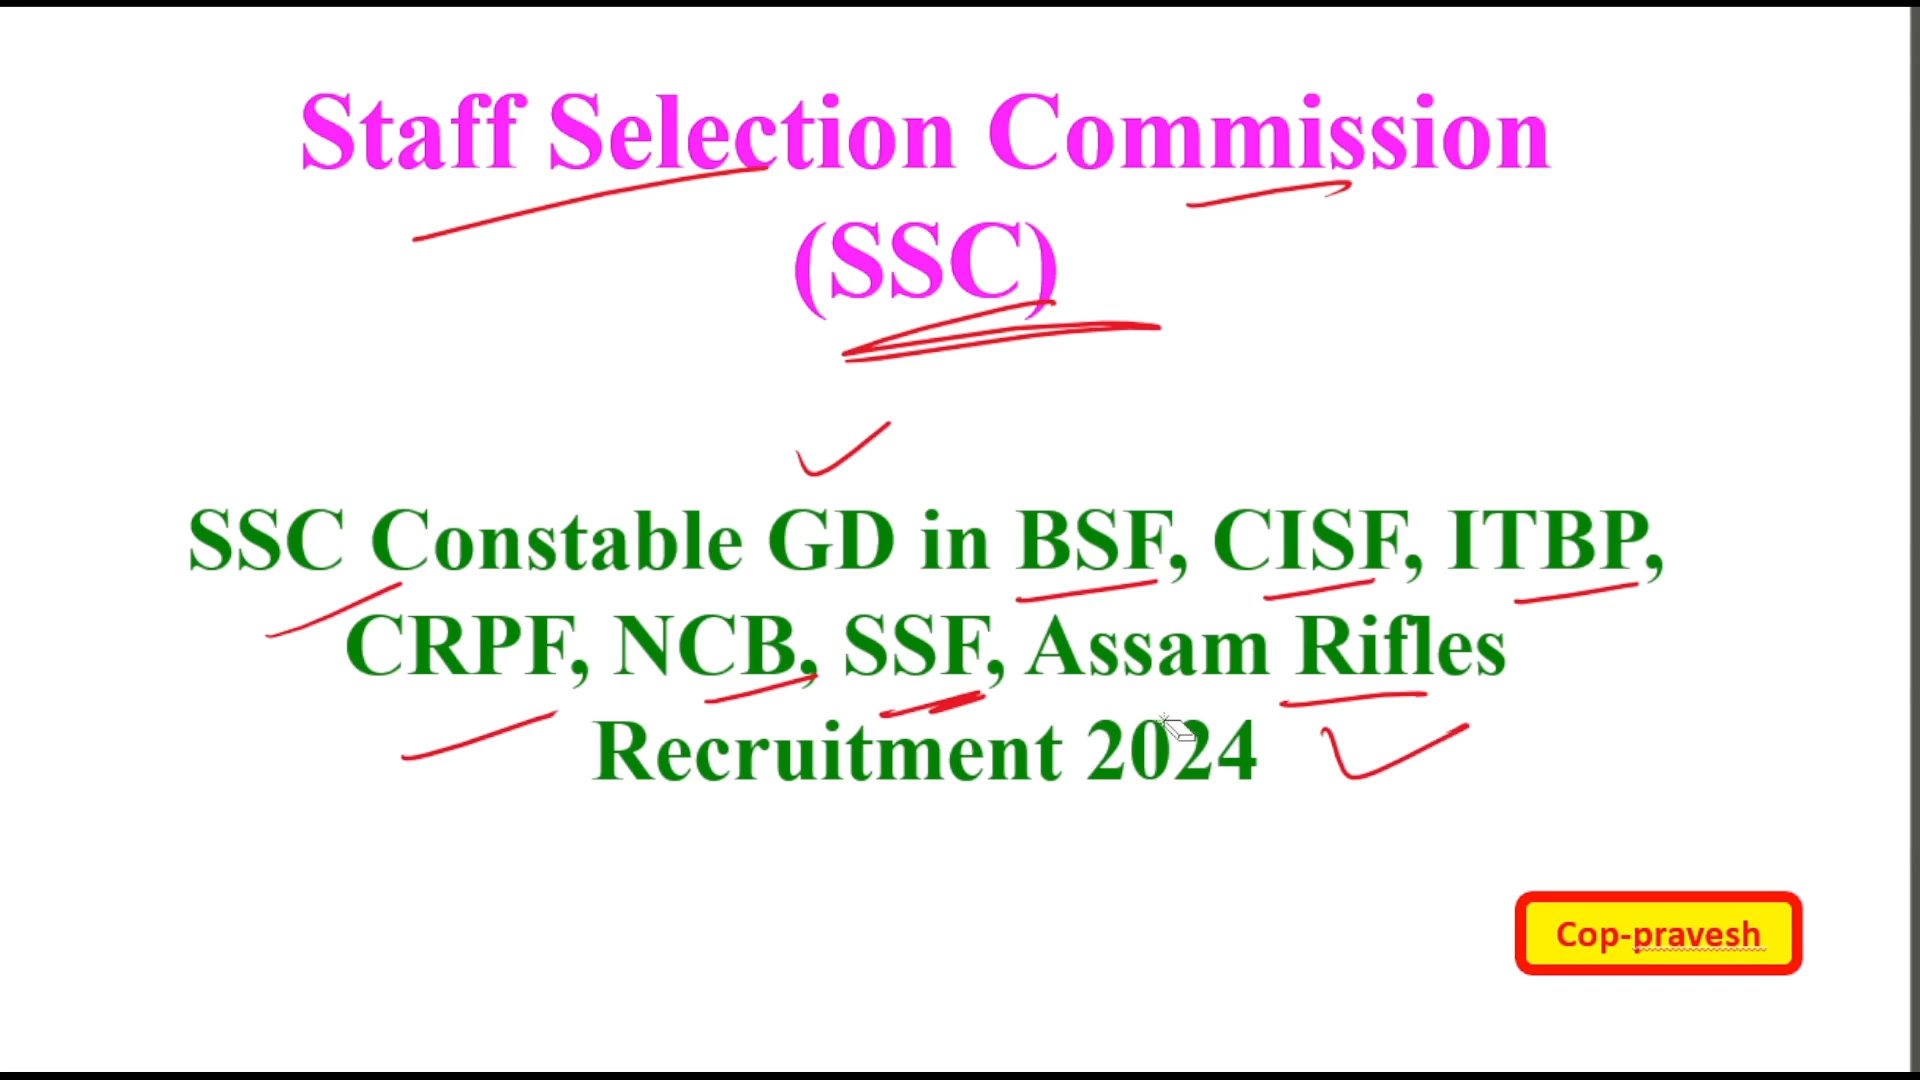 Staff Selection Commission
(SSC)
SSC Constable GD in BSF, CISF, ITBP,
CRPF, NCB, SSF, Assam Rifles
Recruitment 2024
Cop-pravesh